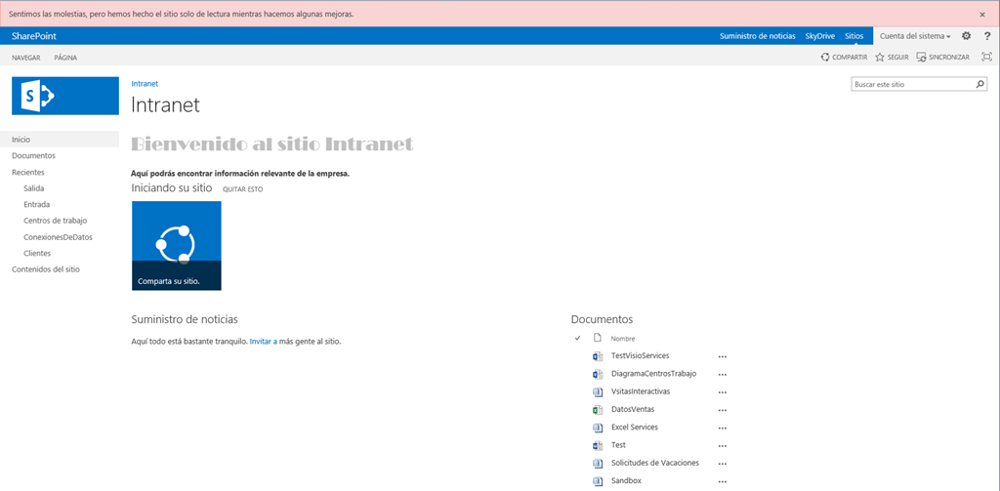 Sentimos las molestias, pero hemos hecho el sitio solo de lectura mientras hacemos algunas mejoras.
SharePoint
Suministro de noticias SkyDrive Sitios Cuenta del sistema ?
NAVEGAR PÁGINA
COMPARTIR SEGUIR SINCRONIZAR
S
Intranet
Intranet
Buscar este sitio
Inicio
Documentos
Recientes
Salida
Entrada
Centros de trabajo
ConexionesDeDatos
Clientes
Contenidos del sitio
Bienvenido al sitio Intranet
Aquí podrás encontrar información relevante de la empresa.
Iniciando su sitio QUITAR ESTO
Comparta su sitio.
Suministro de noticias
Aquí todo está bastante tranquilo. Invitar a más gente al sitio.
Documentos
Nombre
TestVisioServices
DiagramaCentrosTrabajo
VsitasInteractivas
DatosVentas
Excel Services
Test
Solicitudes de Vacaciones
Sandbox